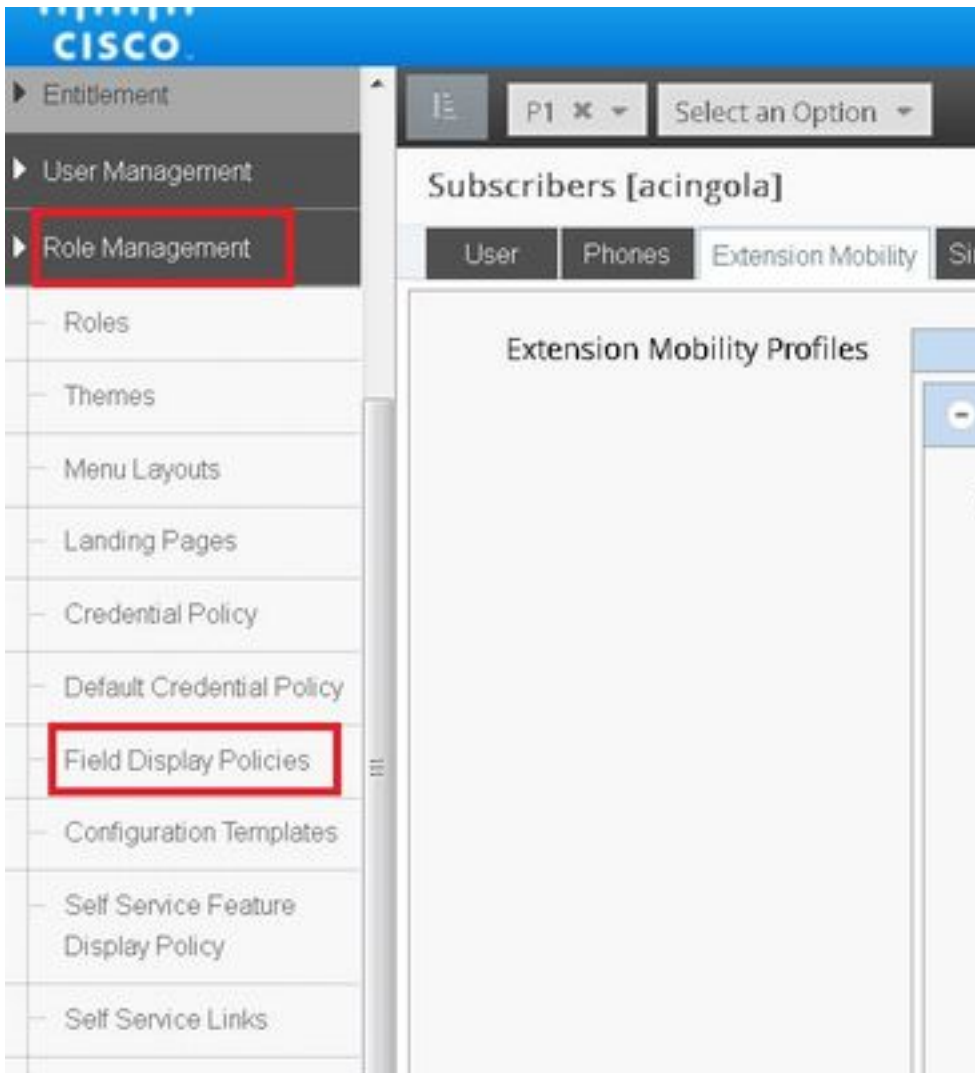 CISCO
Entitlement
User Management
Role Management
Roles
Themes
Menu Layouts
Landing Pages
Credential Policy
Default Credential Policy
Field Display Policies
Configuration Templates
Self Service Feature
Display Policy
Self Service Links
P1 Select an Option
Subscribers [acingola]
User Phones Extension Mobility
Extension Mobility Profiles